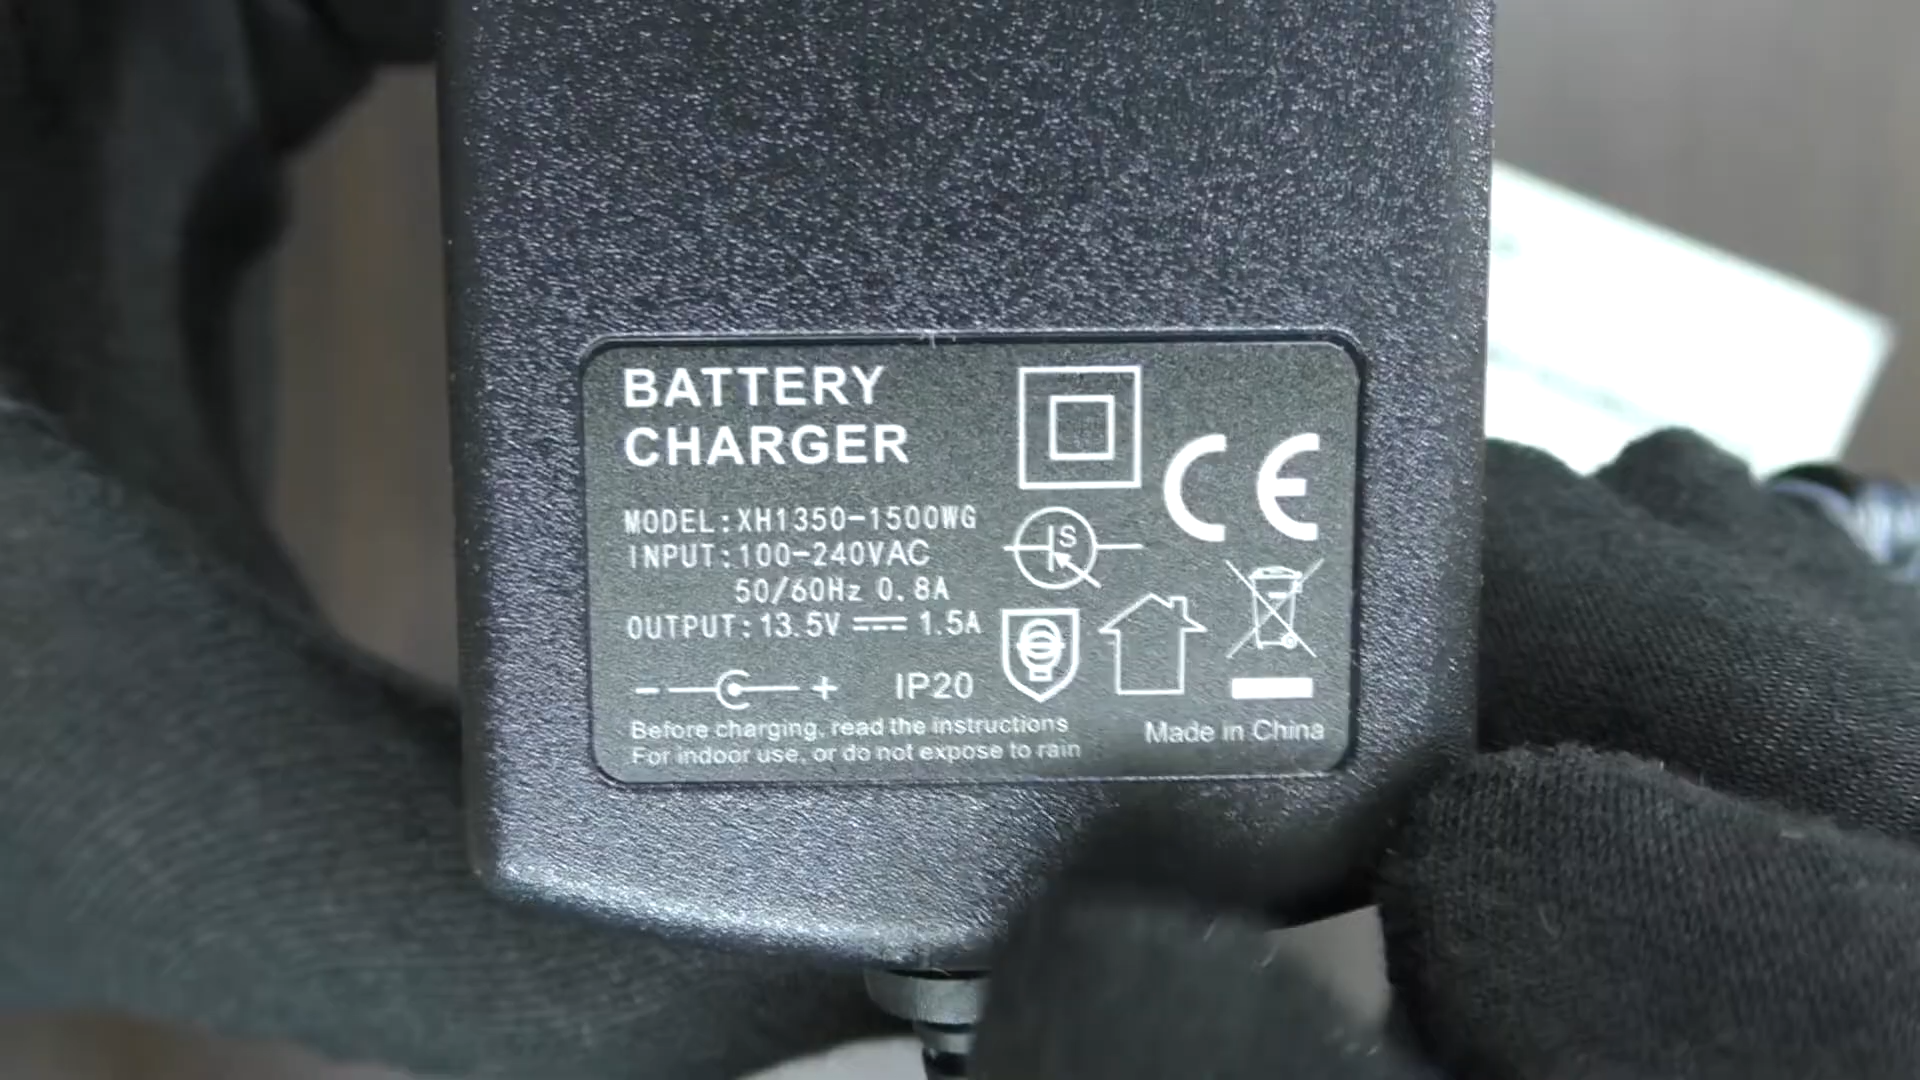 BATTERY
CHARGER
MODEL:XH1350-1500WG
INPUT:100-240VAC
50/60Hz 0.8A
OUTPUT:13.5V ⎓ 1.5A
- + IP20
Before charging, read the instructions
For indoor use, or do not expose to rain
S
CE
Made in China